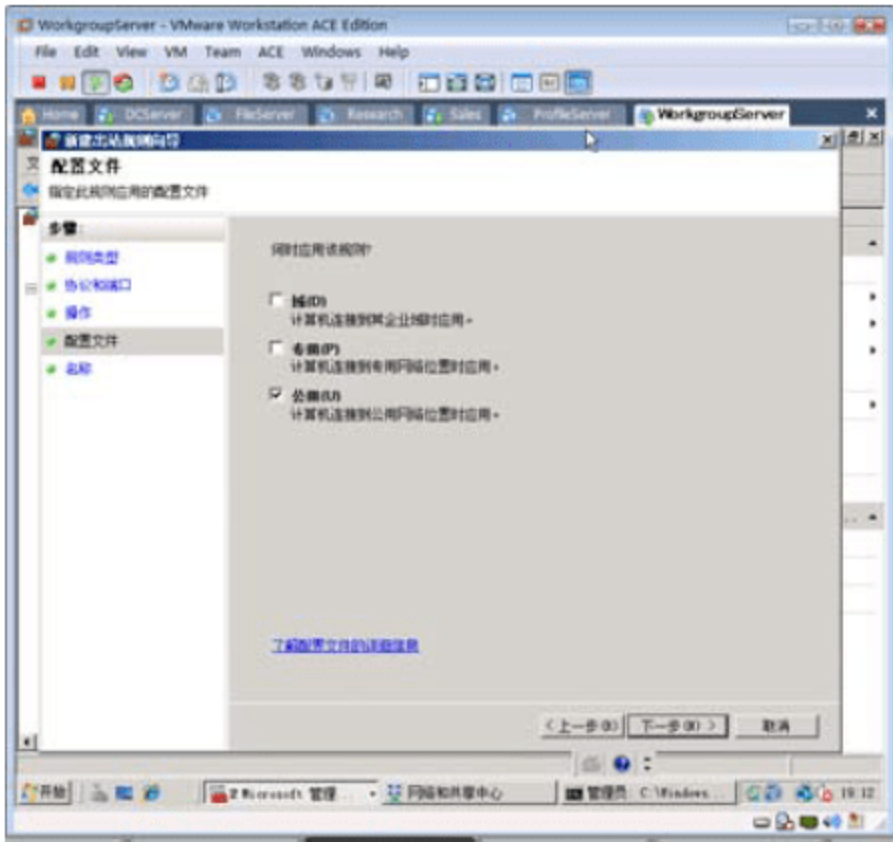 WorkgroupServer - VMware Workstation ACE Edition
File Edit View VM Team ACE Windows Help
Home DCServer FileServer Research Sales ProfileServer WorkgroupServer
新建出站规则向导
配置文件
指定此规则应用的配置文件
步骤:
规则类型
协议和端口
操作
配置文件
名称
何时应用该规则?
域(D)
计算机连接到其企业域时应用。
专用(P)
计算机连接到专用网络位置时应用。
公用(U)
计算机连接到公用网络位置时应用。
了解配置文件的详细信息
<上一步(B) 下一步(N) > 取消
开始 2 Microsoft 管理... 网络和共享中心 管理员 C:\Windows... 19:12